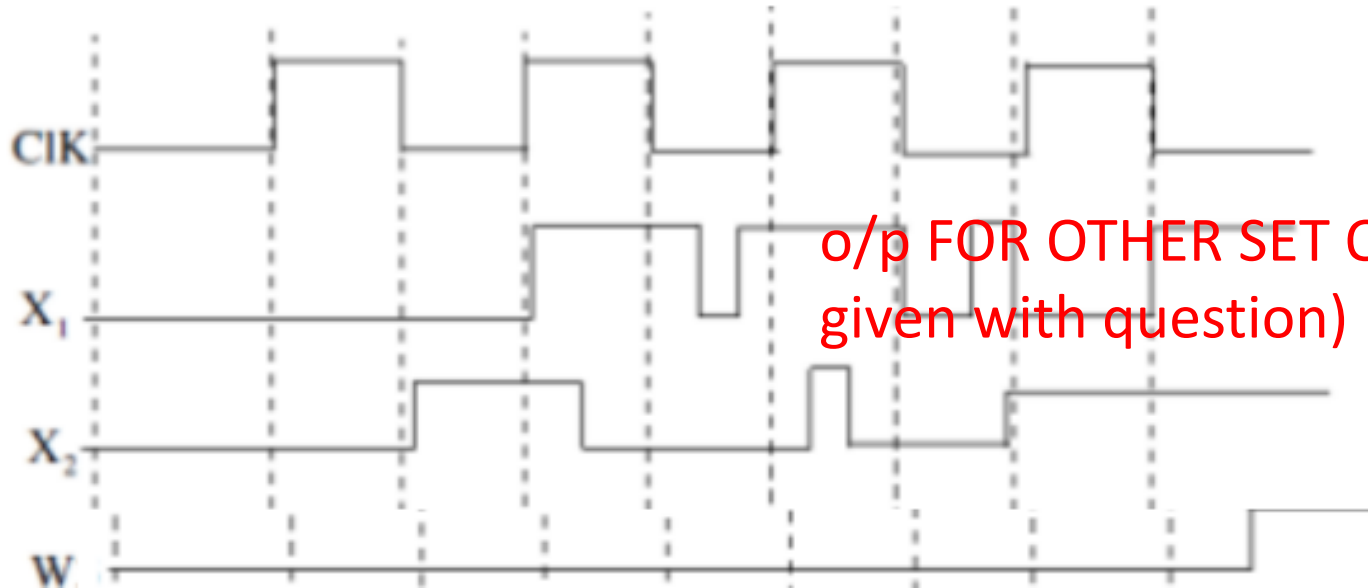 ClK
o/p FOR OTHER SET
X1
given with question)
X2
W